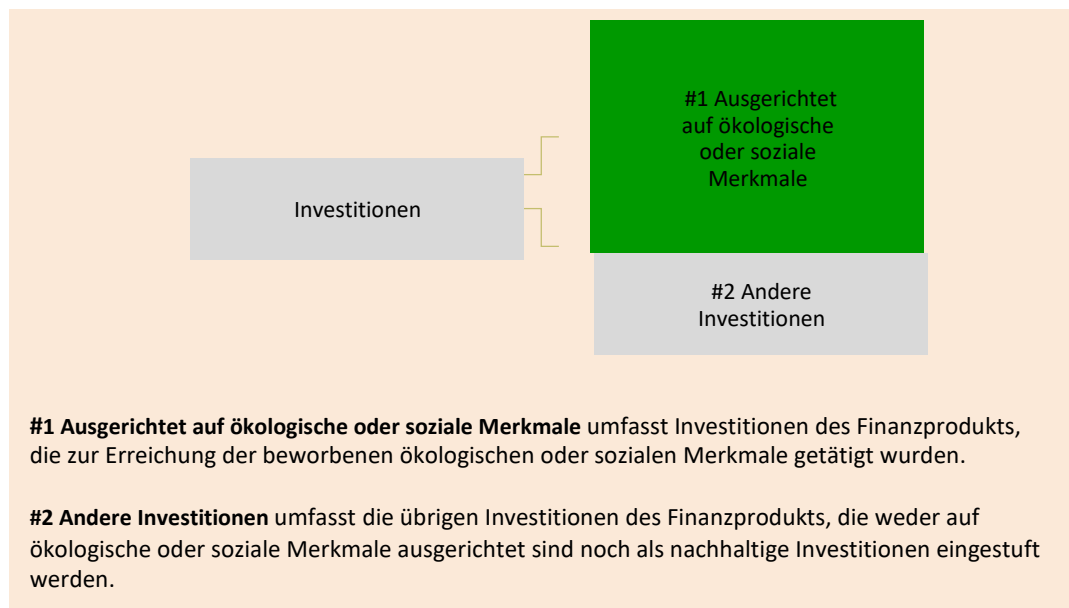 #1 Ausgerichtet
auf ökologische
oder soziale
Merkmale
Investitionen
#2 Andere
Investitionen
#1 Ausgerichtet auf ökologische oder soziale Merkmale umfasst Investitionen des Finanzprodukts,
die zur Erreichung der beworbenen ökologischen oder sozialen Merkmale getätigt wurden.
#2 Andere Investitionen umfasst die übrigen Investitionen des Finanzprodukts, die weder auf
ökologische oder soziale Merkmale ausgerichtet sind noch als nachhaltige Investitionen eingestuft
werden.